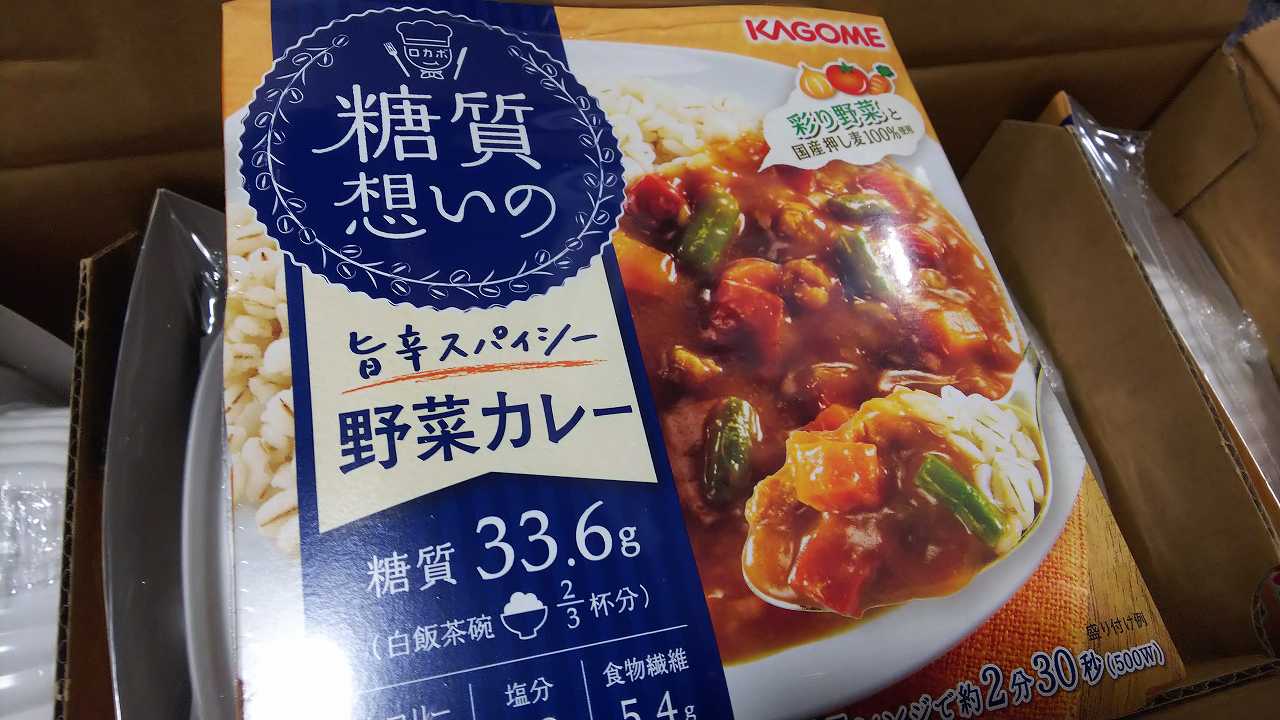 ロカボ
糖質
想いの
旨辛スパイシー
野菜カレー
糖質 33.6g
(白飯茶碗 2/3 杯分)
塩分
食物繊維
5.4g
KAGOME
彩り野菜と
国産押し麦100%使用
盛り付け例
レンジで約2分30秒(500W)